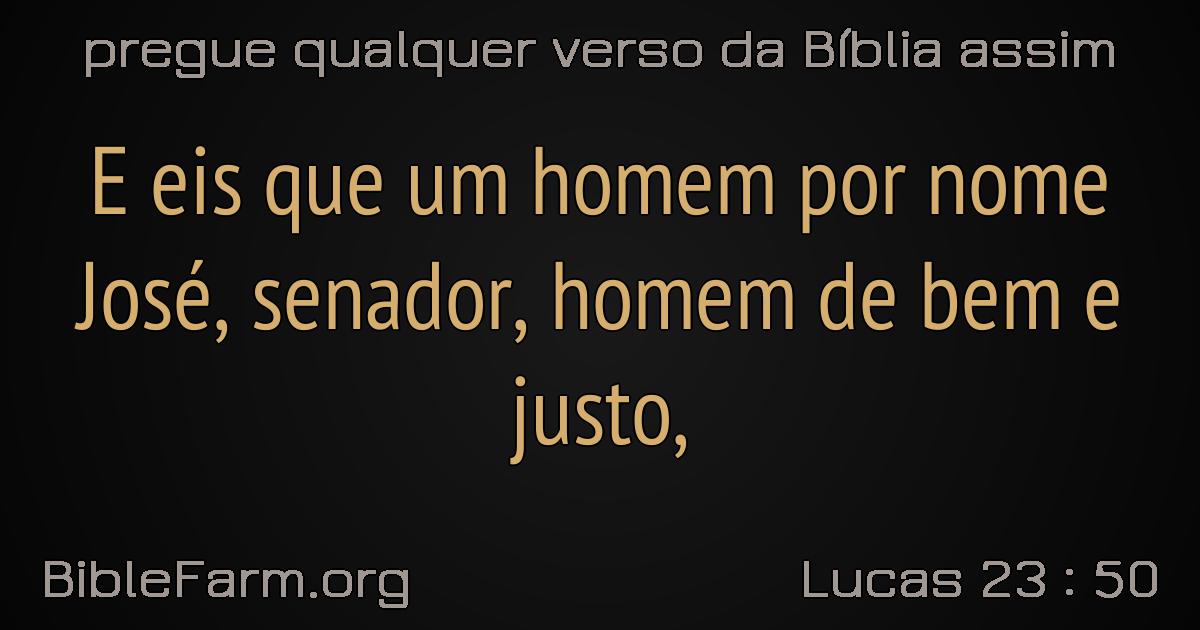 pregue qualquer verso da Bíblia assim
E eis que um homem por nome
José, senador, homem de bem e
justo,
BibleFarm.org
Lucas 23 : 50